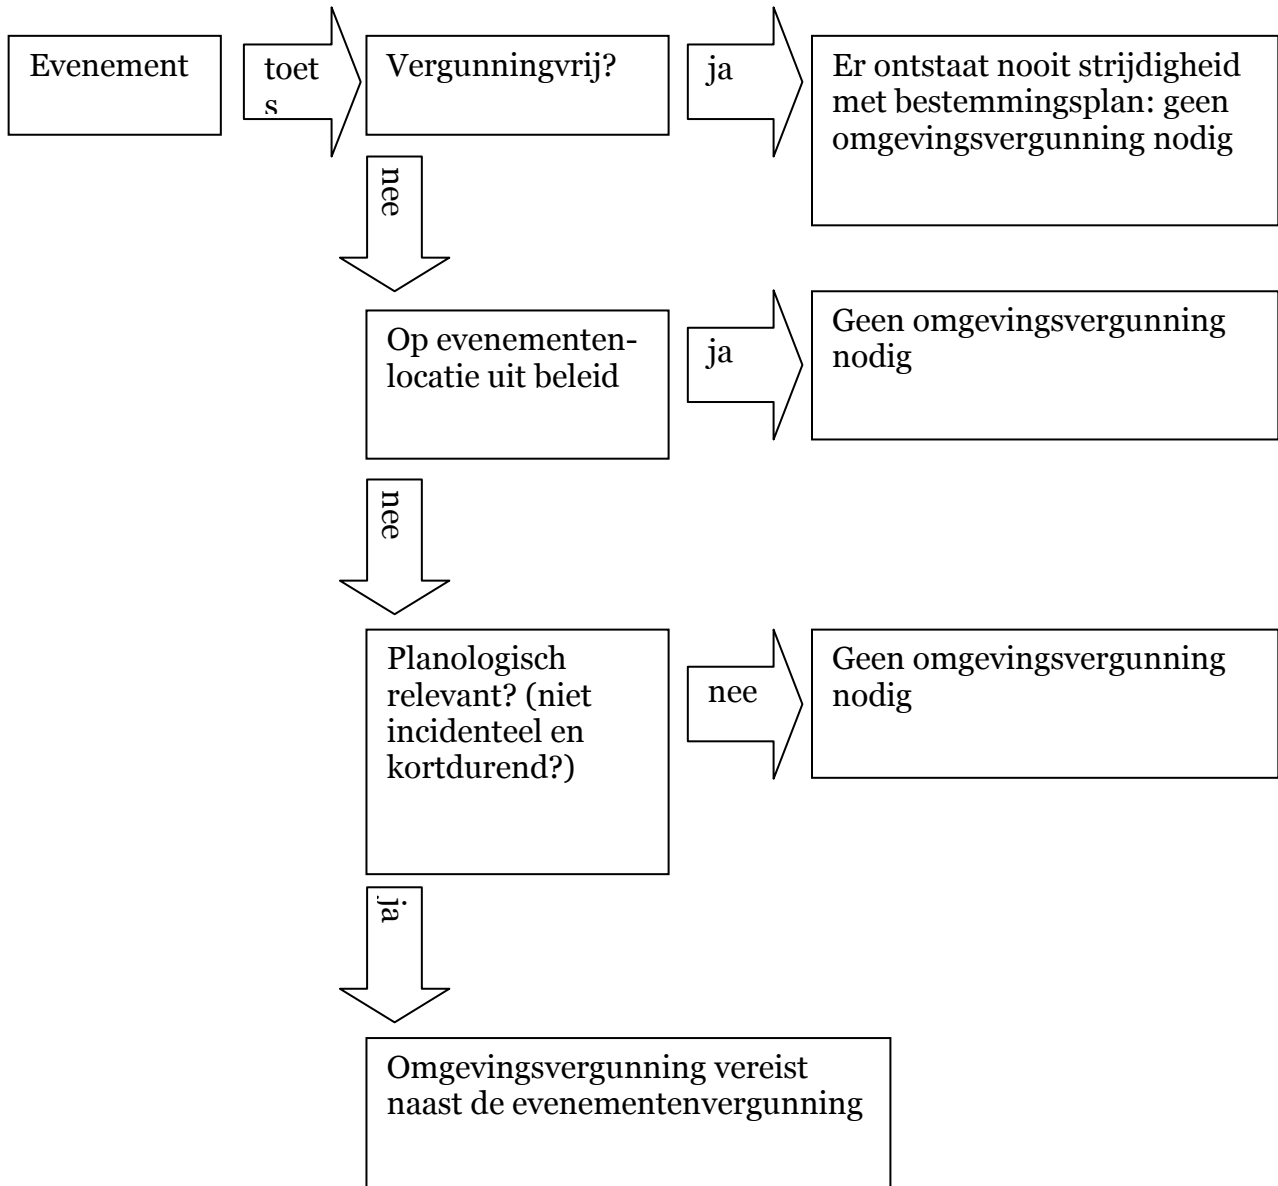 Evenement
toet
s
Vergunningvrij?
ja
Er ontstaat nooit strijdigheid
met bestemmingsplan: geen
omgevingsvergunning nodig
nee
Op evenementen-
locatie uit beleid
ja
Geen omgevingsvergunning
nodig
nee
Planologisch
relevant? (niet
incidenteel en
kortdurend?)
nee
Geen omgevingsvergunning
nodig
ja
Omgevingsvergunning vereist
naast de evenementenvergunning